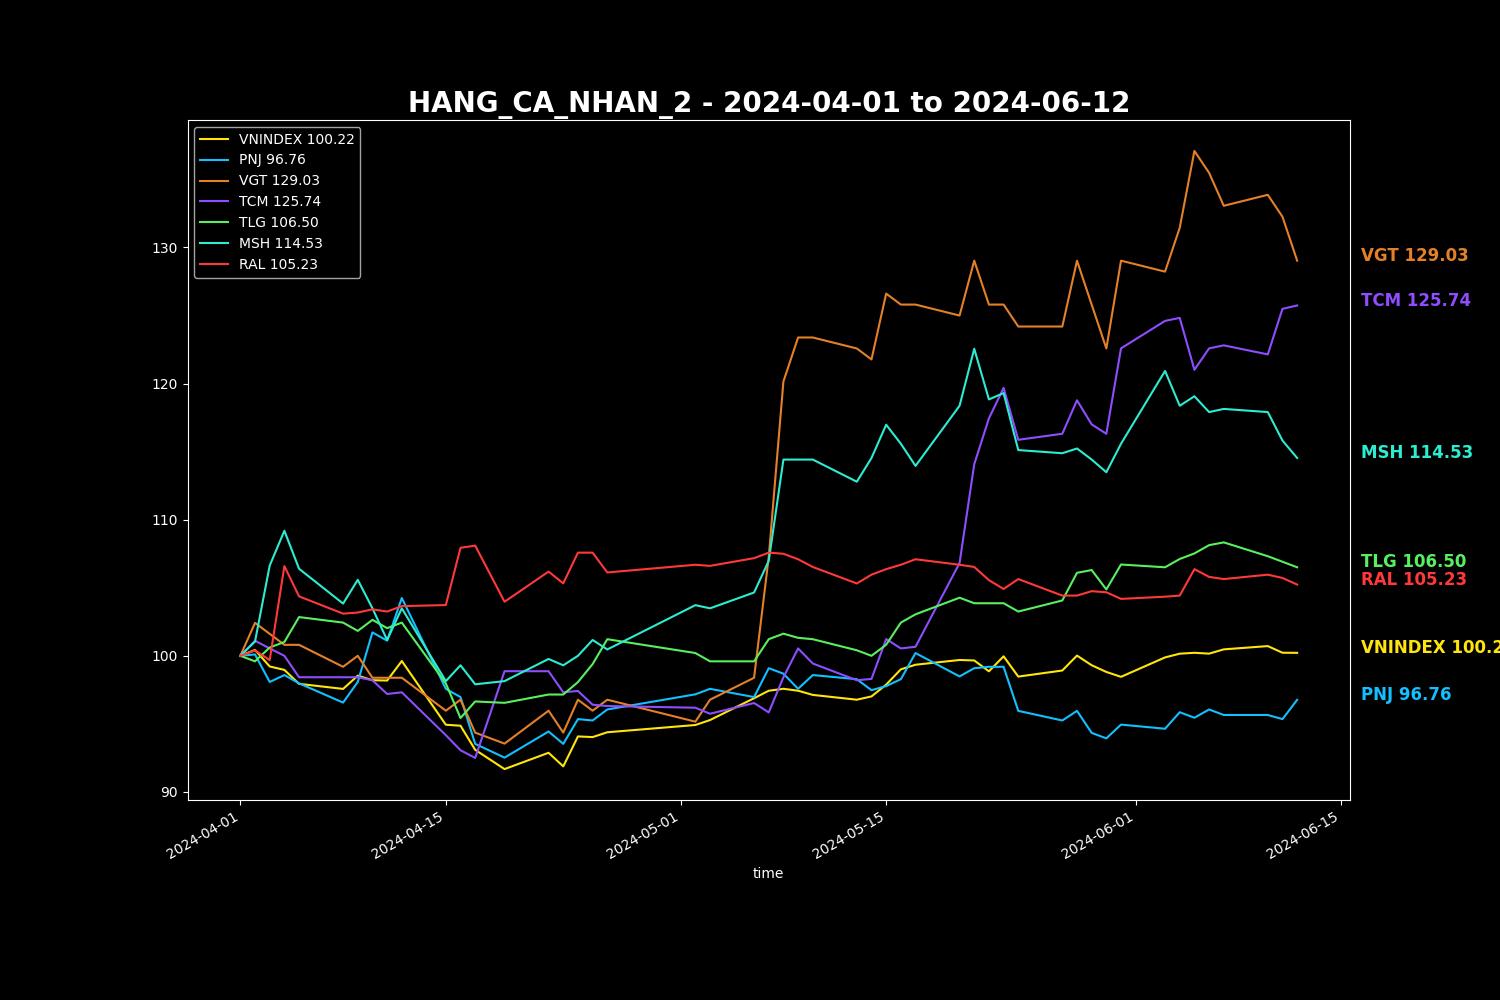 HANG_CA_NHAN_2 - 2024-04-01 to 2024-06-12
VNINDEX 100.22
PNJ 96.76
VGT 129.03
TCM 125.74
TLG 106.50
MSH 114.53
RAL 105.23
130
120
110
100
90
VGT 129.03
TCM 125.74
MSH 114.53
TLG 106.50
RAL 105.23
VNINDEX 100.2
PNJ 96.76
2024-04-01
2024-04-15
2024-05-01
2024-05-15
2024-06-01
2024-06-15
time